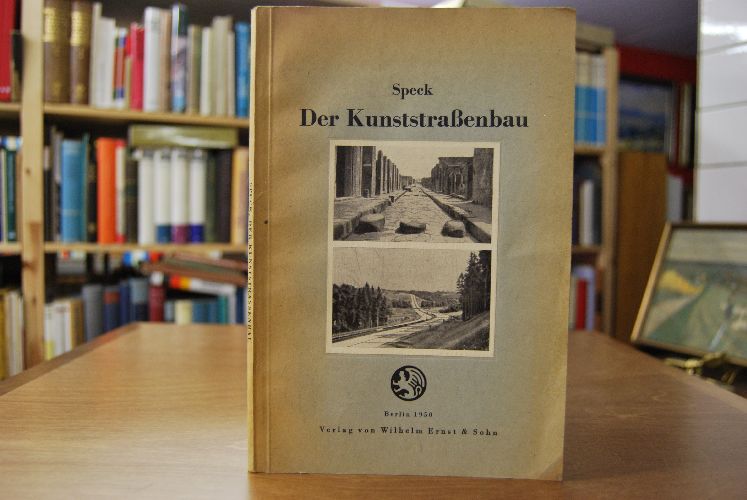 Speck
Der Kunststraßenbau
Berlin 1950
Verlag von Wilhelm Ernst & Sohn